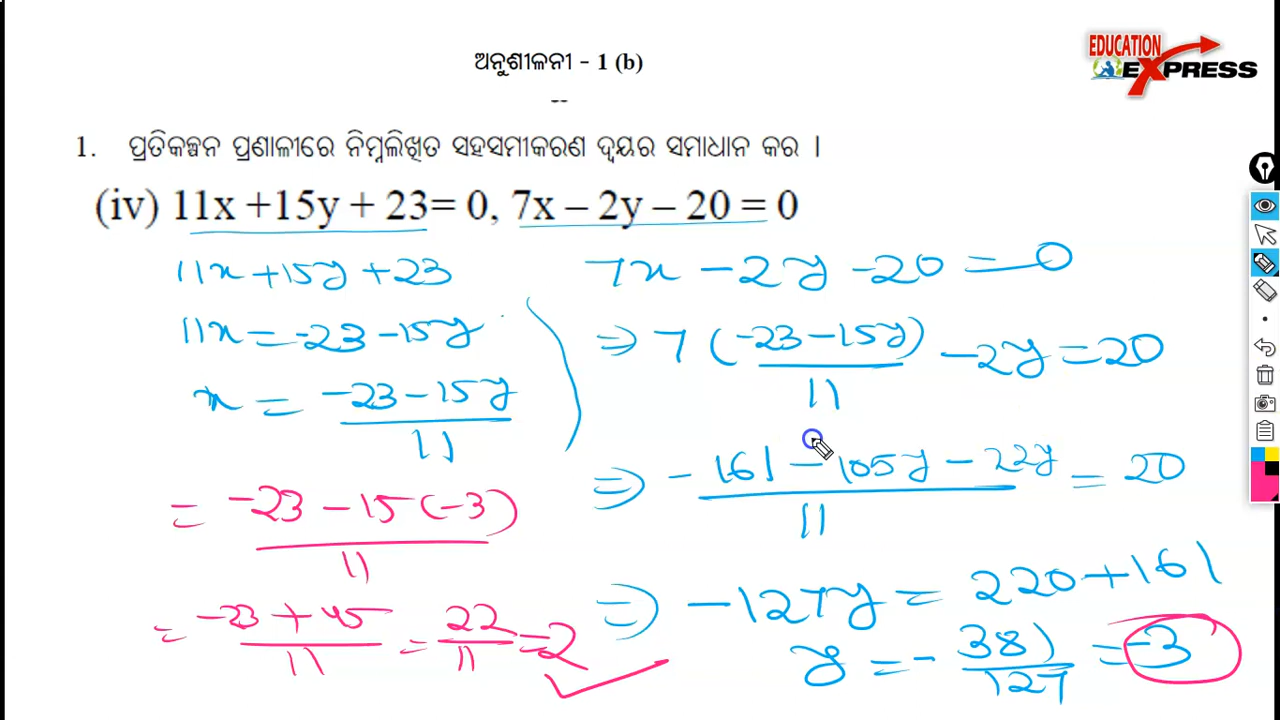 ଅନୁଶୀଳନୀ - 1 (b)
EDUCATION
EXPRESS
1. ପ୍ରତିକଳ୍ପନ ପ୍ରଣାଳୀରେ ନିମ୍ନଲିଖିତ ସହସମୀକରଣ ଦ୍ୱୟର ସମାଧାନ କର ।
(iv) 11x +15y + 23= 0, 7x – 2y – 20 = 0
11x +15y +23
11x = -23 -15y
x = (-23 -15y)/11
= (-23 -15(-3))/11
= (-23 + 45)/11 = 22/11 = 2
7x - 2y - 20 = 0
⇒ 7 (-23 -15y)/11 - 2y = 20
⇒ (-161 - 105y - 22y)/11 = 20
⇒ -127y = 220 + 161
y = - 381/127 = -3